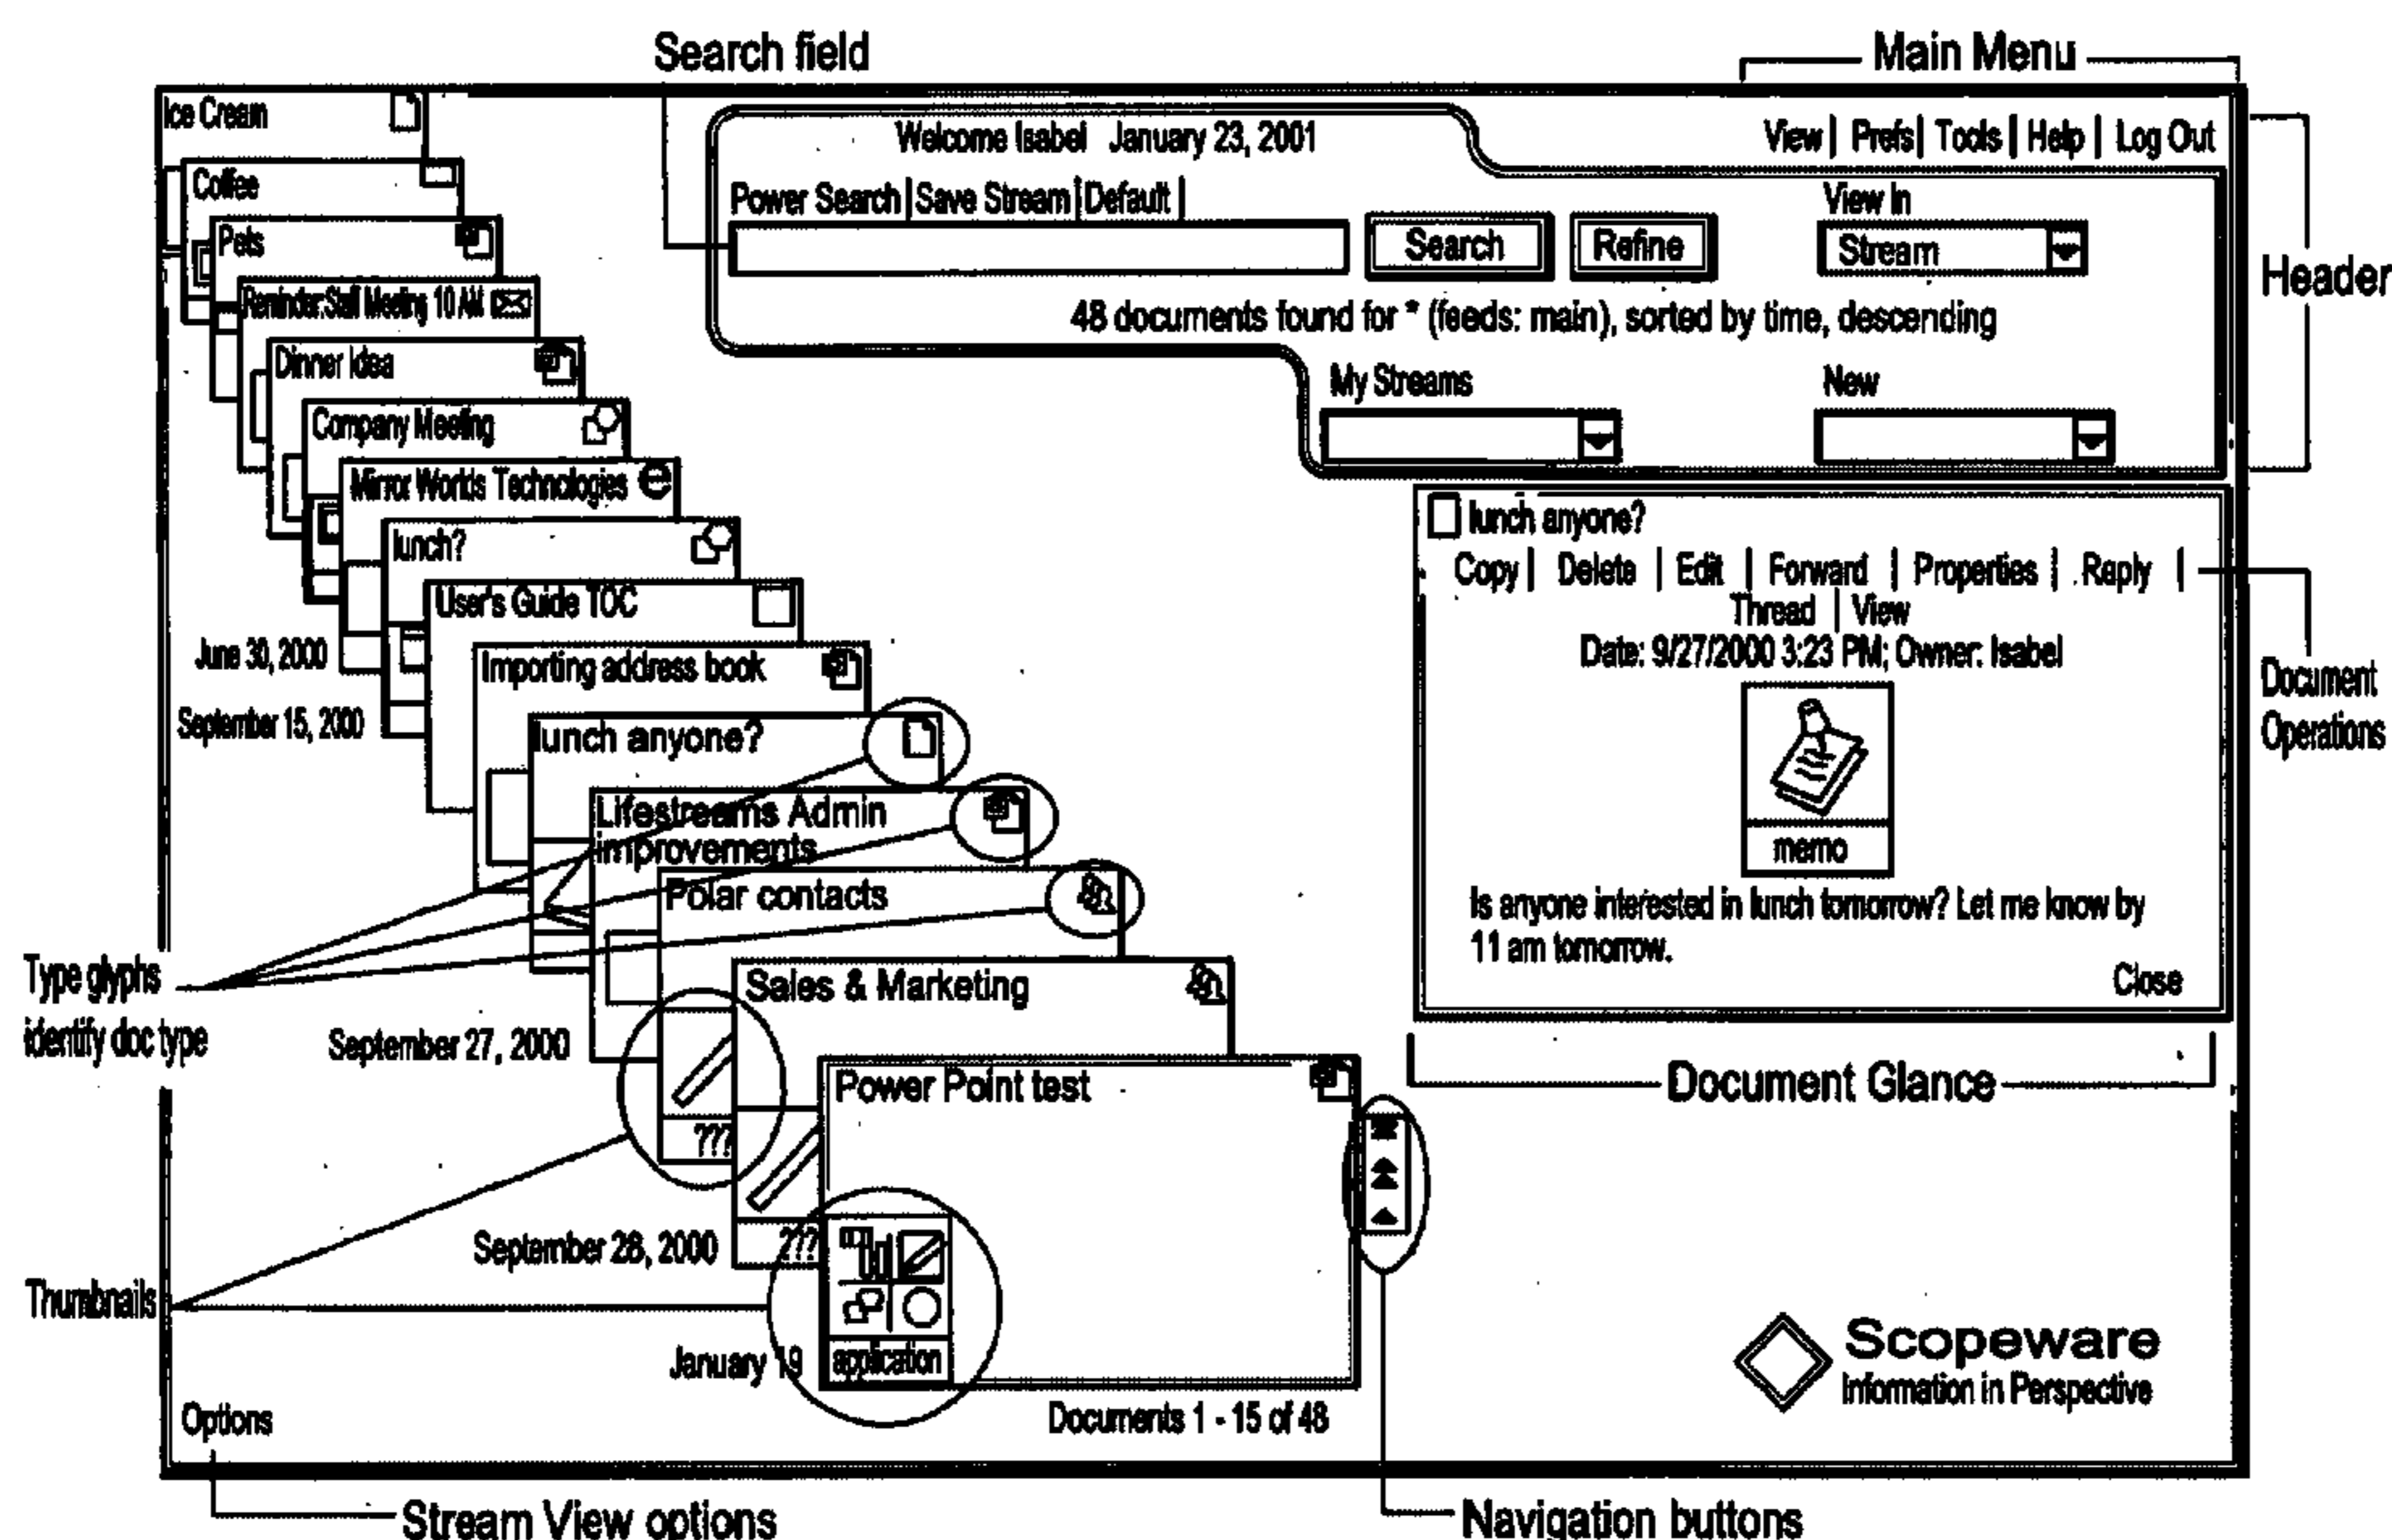 Search field
Main Menu
Ice Cream
Coffee
Pets
Reminder:Staff Meeting 10 AM
Dinner Idea
Company Meeting
Mirror Worlds Technologies
lunch?
User's Guide TOC
June 30, 2000
Importing address book
September 15, 2000
lunch anyone?
Lifestreams Admin
improvements
Polar contacts
Type glyphs
identify doc type
Sales & Marketing
September 27, 2000
Power Point test
???
September 28, 2000
???
Thumbnails
January 19
application
Options
Documents 1 - 15 of 48
Stream View options
Navigation buttons
Welcome Isabel January 23, 2001
View | Prefs | Tools | Help | Log Out
Power Search | Save Stream | Default |
View In
Search
Refine
Stream
Header
48 documents found for * (feeds: main), sorted by time, descending
My Streams
New
lunch anyone?
Copy | Delete | Edit | Forward | Properties | Reply |
Thread | View
Date: 9/27/2000 3:23 PM; Owner: Isabel
Document
Operations
memo
Is anyone interested in lunch tomorrow? Let me know by
11 am tomorrow.
Close
Document Glance
Scopeware
Information in Perspective